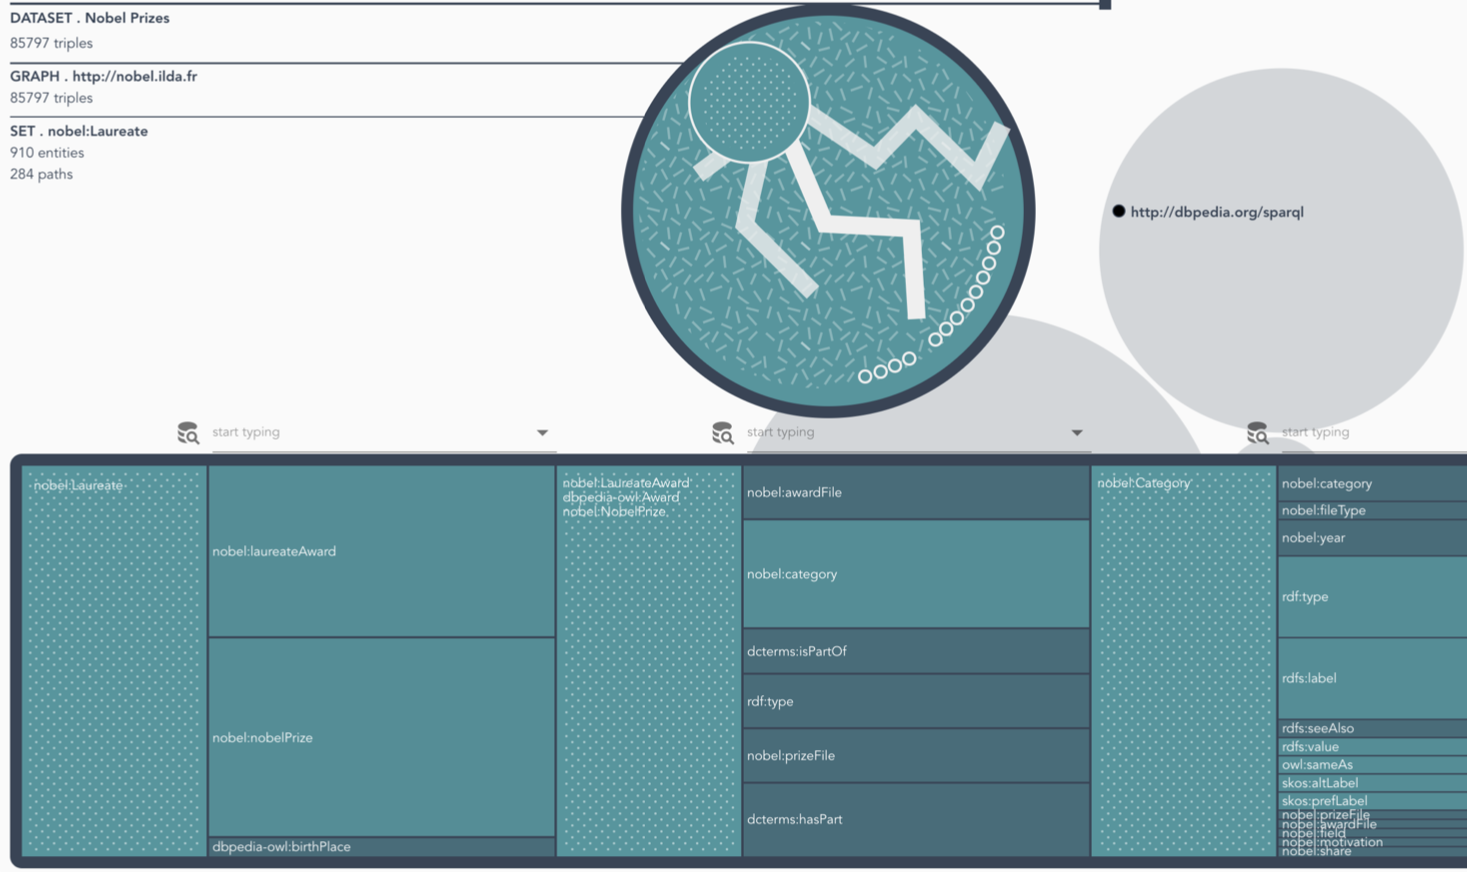 DATASET . Nobel Prizes
85797 triples
GRAPH . http://nobel.ilda.fr
85797 triples
SET . nobel:Laureate
910 entities
284 paths
http://dbpedia.org/sparql
start typing
start typing
start typing
nobel:Laureate
nobel:laureateAward
nobel:nobelPrize
dbpedia-owl:birthPlace
nobel:LaureateAward
dbpedia-owl:Award
nobel:NobelPrize.
nobel:awardFile
nobel:category
dcterms:isPartOf
rdf:type
nobel:prizeFile
dcterms:hasPart
nobel:Category
nobel:category
nobel:fileType
nobel:year
rdf:type
rdfs:label
rdfs:seeAlso
rdfs:value
owl:sameAs
skos:altLabel
skos:prefLabel
nobel:prizeFile
nobel:awardFile
nobel:field
nobel:motivation
nobel:share